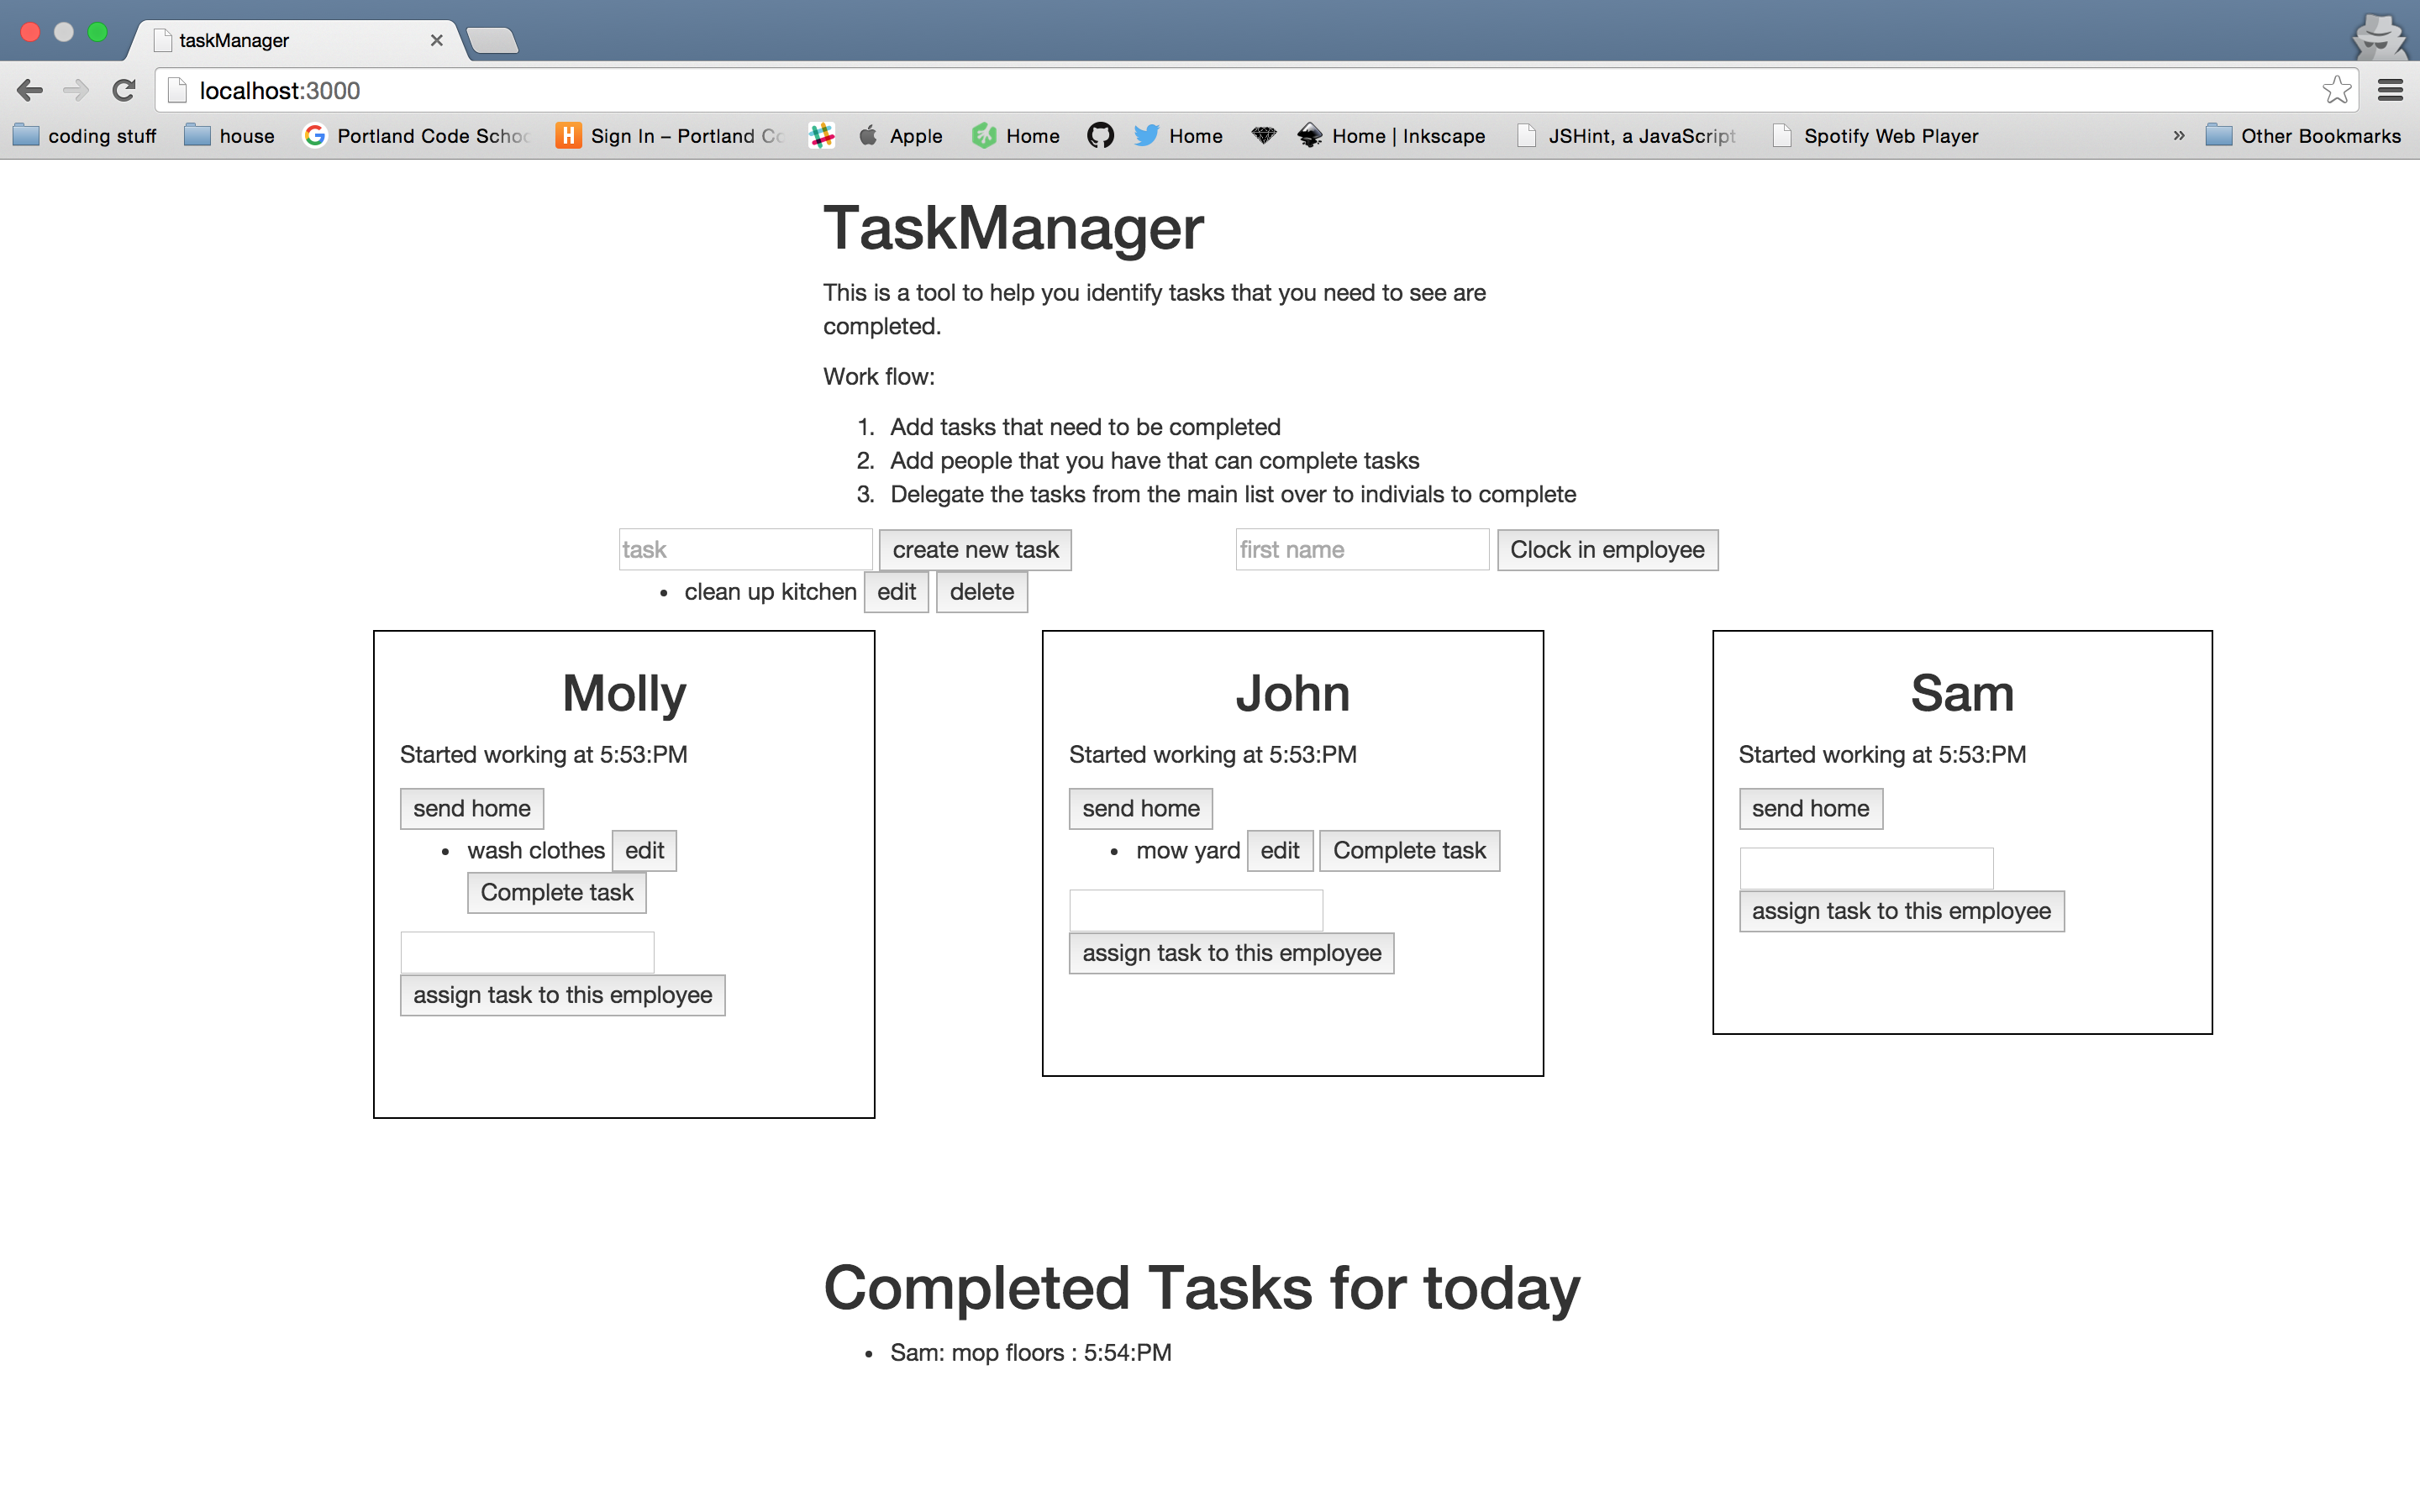 taskManager
localhost:3000
coding stuff house Portland Code Schoo Sign In – Portland Co Apple Home Home Home | Inkscape JSHint, a JavaScript Spotify Web Player » Other Bookmarks
TaskManager
This is a tool to help you identify tasks that you need to see are
completed.
Work flow:
1. Add tasks that need to be completed
2. Add people that you have that can complete tasks
3. Delegate the tasks from the main list over to indivials to complete
task create new task first name Clock in employee
• clean up kitchen edit delete
Molly
Started working at 5:53:PM
send home
• wash clothes edit
Complete task
assign task to this employee
John
Started working at 5:53:PM
send home
• mow yard edit Complete task
assign task to this employee
Sam
Started working at 5:53:PM
send home
assign task to this employee
Completed Tasks for today
• Sam: mop floors : 5:54:PM